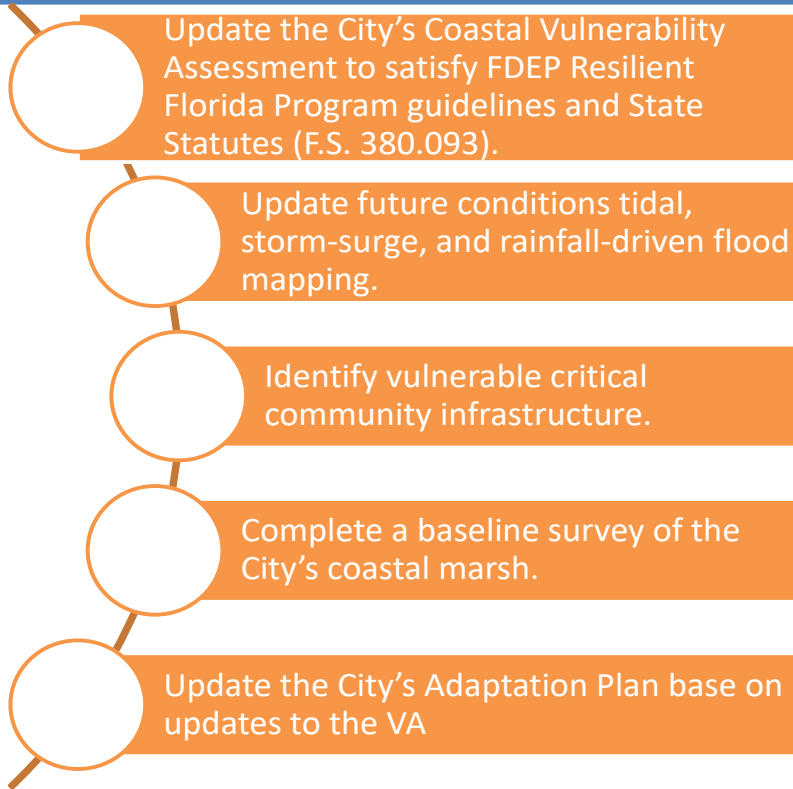 Update the City’s Coastal Vulnerability
Assessment to satisfy FDEP Resilient
Florida Program guidelines and State
Statutes (F.S. 380.093).
Update future conditions tidal,
storm-surge, and rainfall-driven flood
mapping.
Identify vulnerable critical
community infrastructure.
Complete a baseline survey of the
City’s coastal marsh.
Update the City’s Adaptation Plan base on
updates to the VA